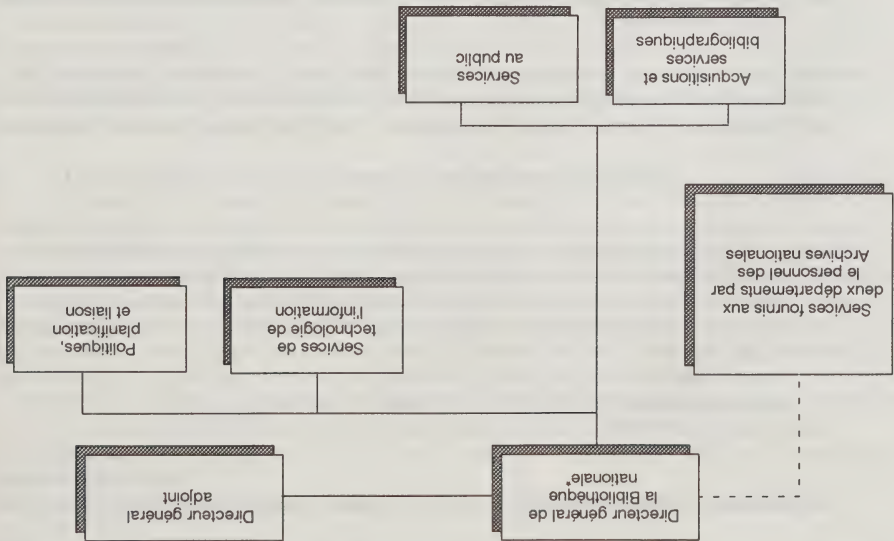 Directeur général de
la Bibliothèque
nationale*
Directeur général
adjoint
Services fournis aux
deux départements par
le personnel des
Archives nationales
Services de
technologie de
l'information
Politiques,
planification
et liaison
Acquisitions et
services
bibliographiques
Services
au public